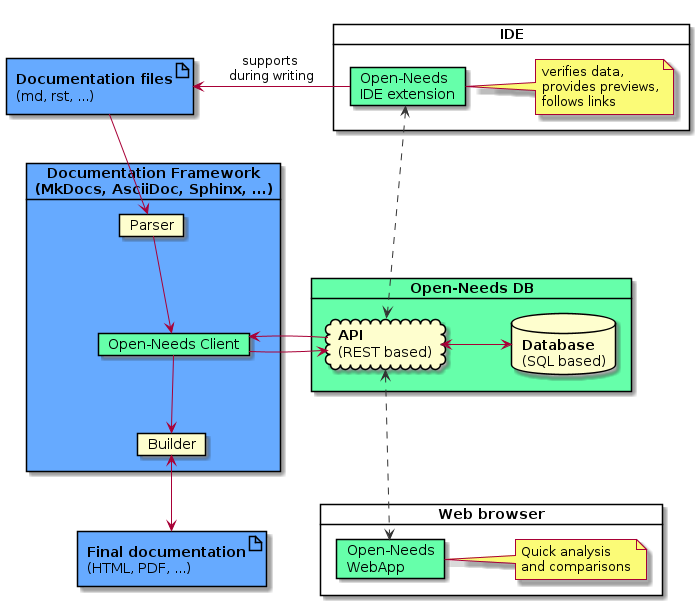 IDE
supports
during writing
Documentation files
(md, rst, ...)
Open-Needs
IDE extension
verifies data,
provides previews,
follows links
Documentation Framework
(MkDocs, AsciiDoc, Sphinx, ...)
Parser
Open-Needs DB
Open-Needs Client
API
(REST based)
Database
(SQL based)
Builder
Web browser
Final documentation
(HTML, PDF, ...)
Open-Needs
WebApp
Quick analysis
and comparisons